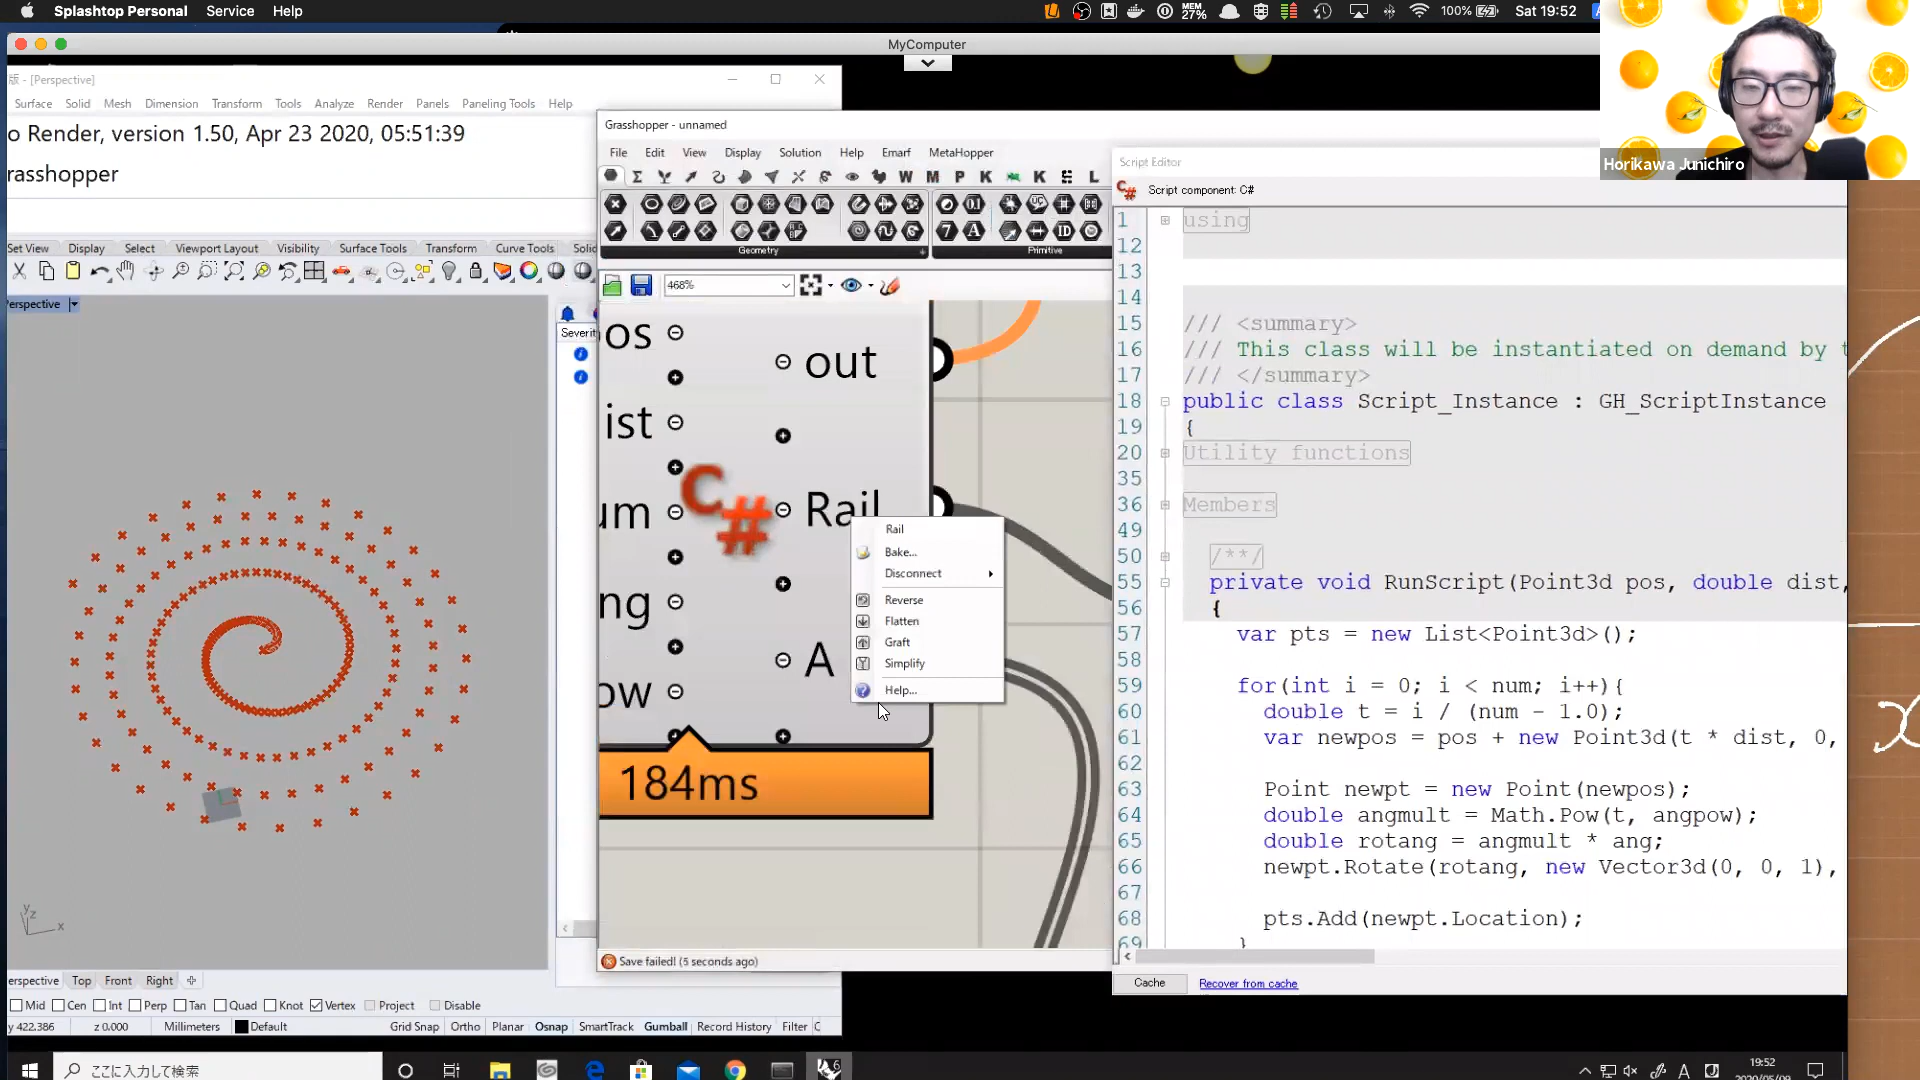 Splashtop Personal Service Help
MEM 27% 100% Sat 19:52
MyComputer
Horikawa Junichiro
版 - [Perspective]
Surface Solid Mesh Dimension Transform Tools Analyze Render Panels Paneling Tools Help
o Render, version 1.50, Apr 23 2020, 05:51:39
rasshopper
Set View Display Select Viewport Layout Visibility Surface Tools Transform Curve Tools Solid
erspective
Severit
y z x
erspective Top Front Right
Mid Cen Int Perp Tan Quad Knot Vertex Project Disable
y 422.386 z 0.000 Millimeters Default Grid Snap Ortho Planar Osnap SmartTrack Gumball Record History Filter
Grasshopper - unnamed
File Edit View Display Solution Help Emarf MetaHopper
W M P K K L
Geometry Primitive
468%
os
ist
um
ng
ow
C#
out
Rail
A
Rail
Bake...
Disconnect
Reverse
Flatten
Graft
Simplify
Help...
184ms
Save failed! (5 seconds ago)
Script Editor
C# Script component: C#
1 using
12
13
14
15 /// <summary>
16 /// This class will be instantiated on demand by t
17 /// </summary>
18 public class Script_Instance : GH_ScriptInstance
19 {
20 Utility functions
35
36 Members
49
50 /**/
55 private void RunScript(Point3d pos, double dist,
56 {
57 var pts = new List<Point3d>();
58
59 for(int i = 0; i < num; i++){
60 double t = i / (num - 1.0);
61 var newpos = pos + new Point3d(t * dist, 0,
62
63 Point newpt = new Point(newpos);
64 double angmult = Math.Pow(t, angpow);
65 double rotang = angmult * ang;
66 newpt.Rotate(rotang, new Vector3d(0, 0, 1),
67
68 pts.Add(newpt.Location);
69 }
Cache Recover from cache
ここに入力して検索
A 19:52
2020/05/09